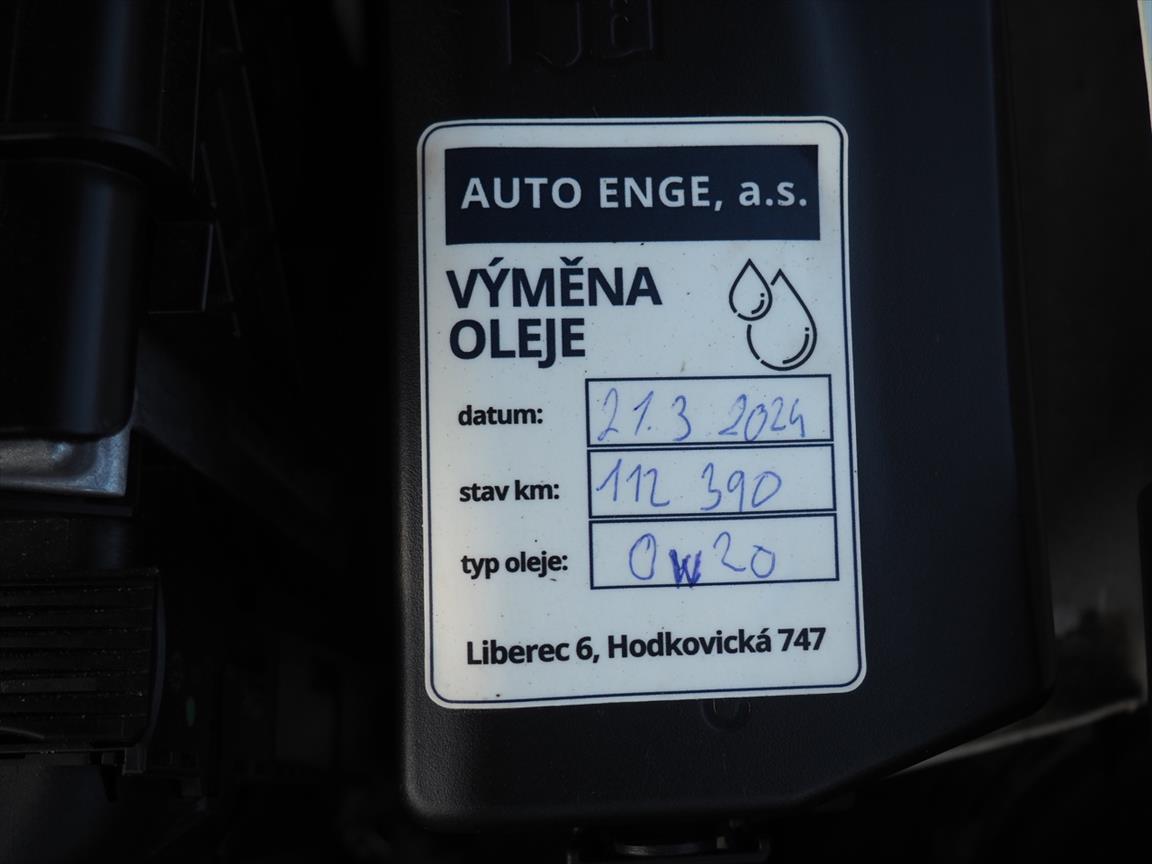 AUTO ENGE, a.s.
VÝMĚNA
OLEJE
datum: 21.3 2024
stav km: 112 390
typ oleje: 0W20
Liberec 6, Hodkovická 747